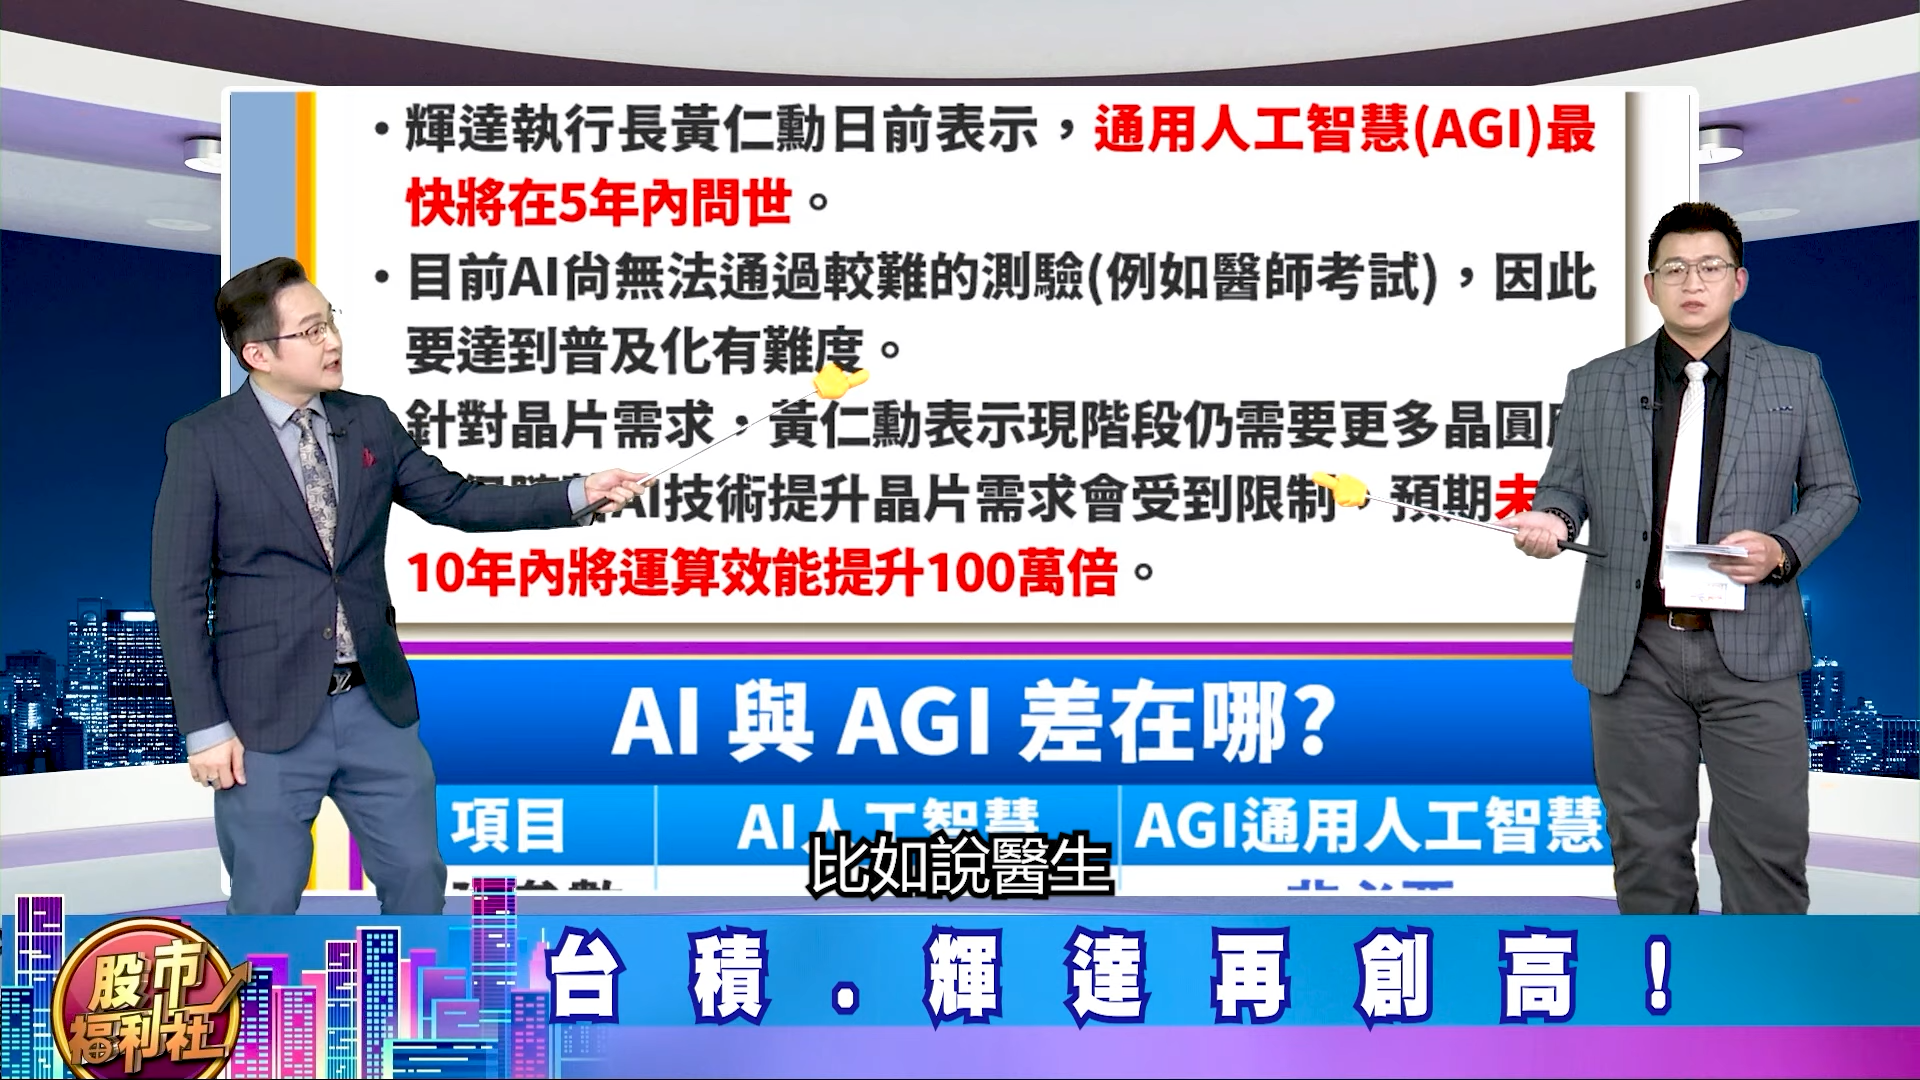 •輝達執行長黃仁勳日前表示，通用人工智慧(AGI)最
快將在5年內問世。
•目前AI尚無法通過較難的測驗(例如醫師考試)，因此
要達到普及化有難度。
針對晶片需求，黃仁勳表示現階段仍需要更多晶圓
AI技術提升晶片需求會受到限制，預期未
10年內將運算效能提升100萬倍。
AI 與 AGI 差在哪?
項目 AI人工智慧 AGI通用人工智慧
比如說醫生
股市福利社
台積.輝達再創高!